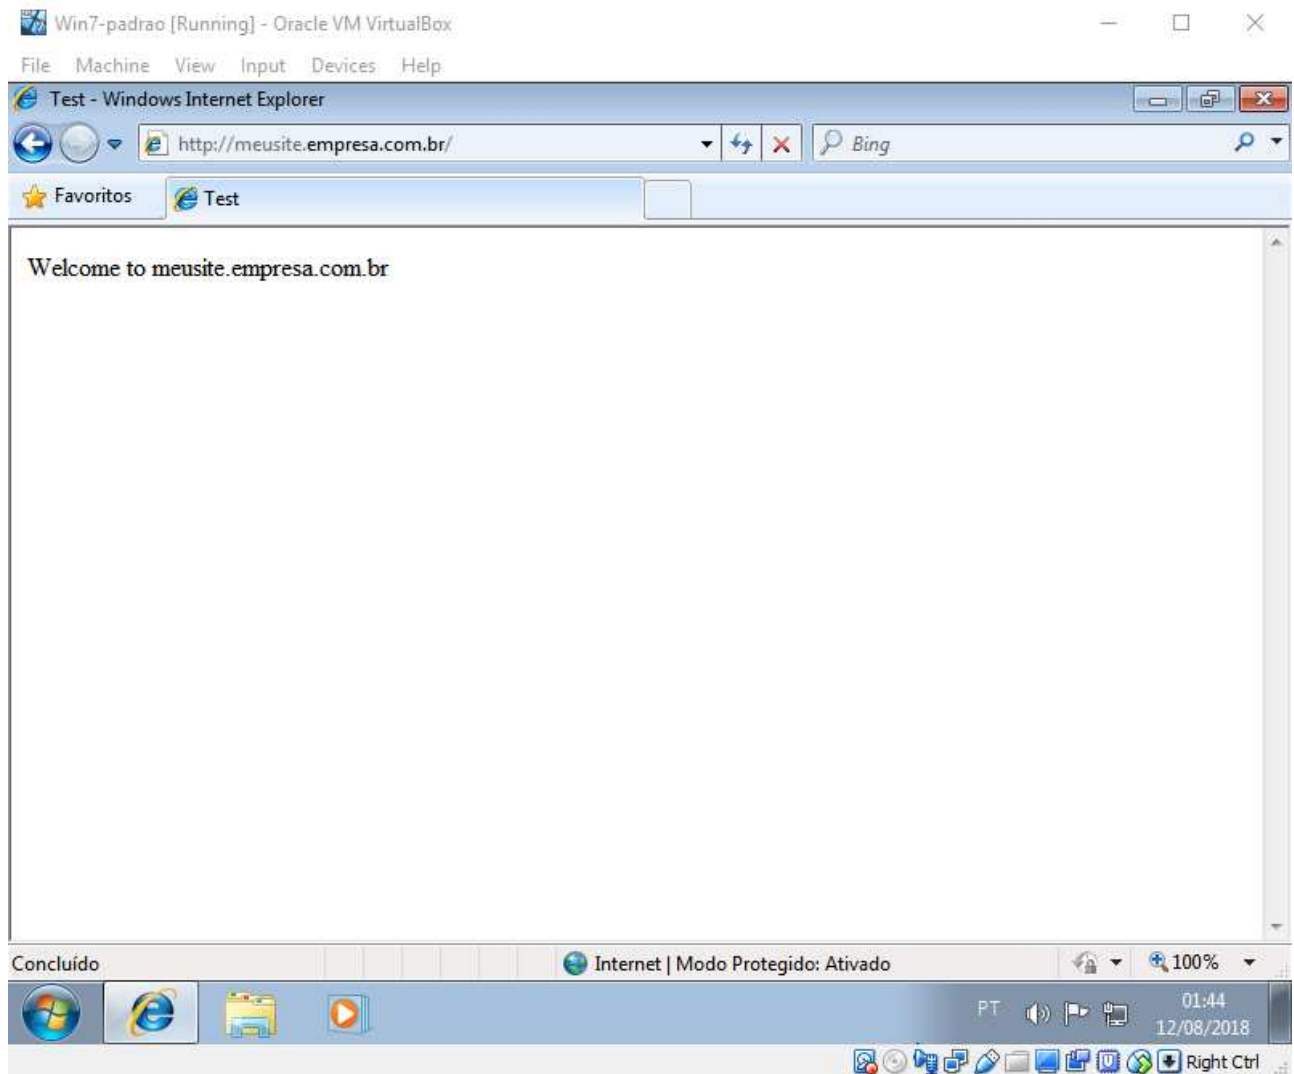 Win7-padrao [Running] - Oracle VM VirtualBox
File Machine View Input Devices Help
Test - Windows Internet Explorer
http://meusite.empresa.com.br/ Bing
Favoritos Test
Welcome to meusite.empresa.com.br
Concluído Internet | Modo Protegido: Ativado 100%
PT 01:44
12/08/2018
Right Ctrl